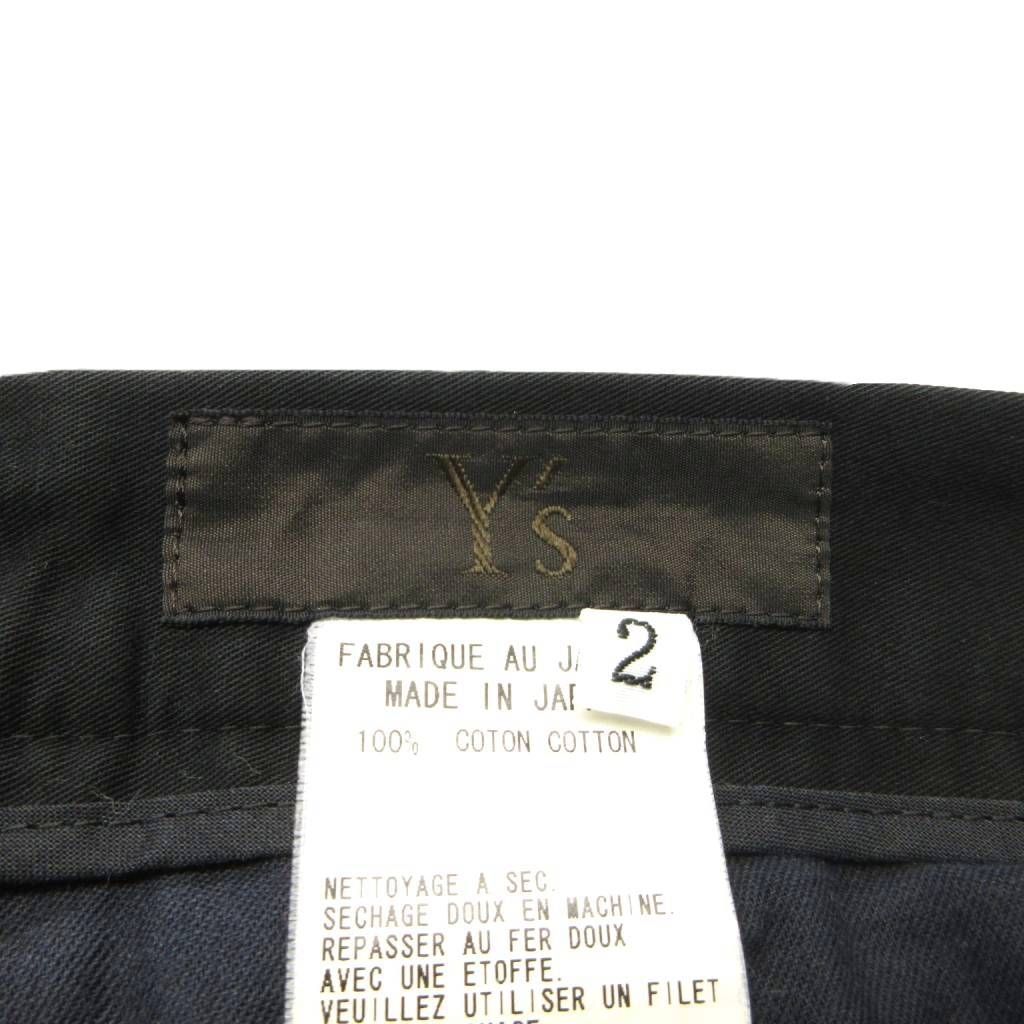 Y's
2
FABRIQUE AU
MADE IN
100% COTON COTTON
NETTOYAGE A SEC.
SECHAGE DOUX EN MACHINE.
REPASSER AU FER DOUX
AVEC UNE ETOFFE.
VEUILLEZ UTILISER UN FILET